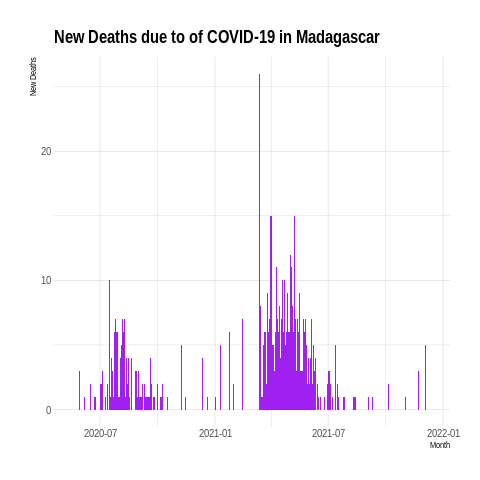 New Deaths due to of COVID-19 in Madagascar
New Deaths
20
10
0
2020-07 2021-01 2021-07 2022-01
Month